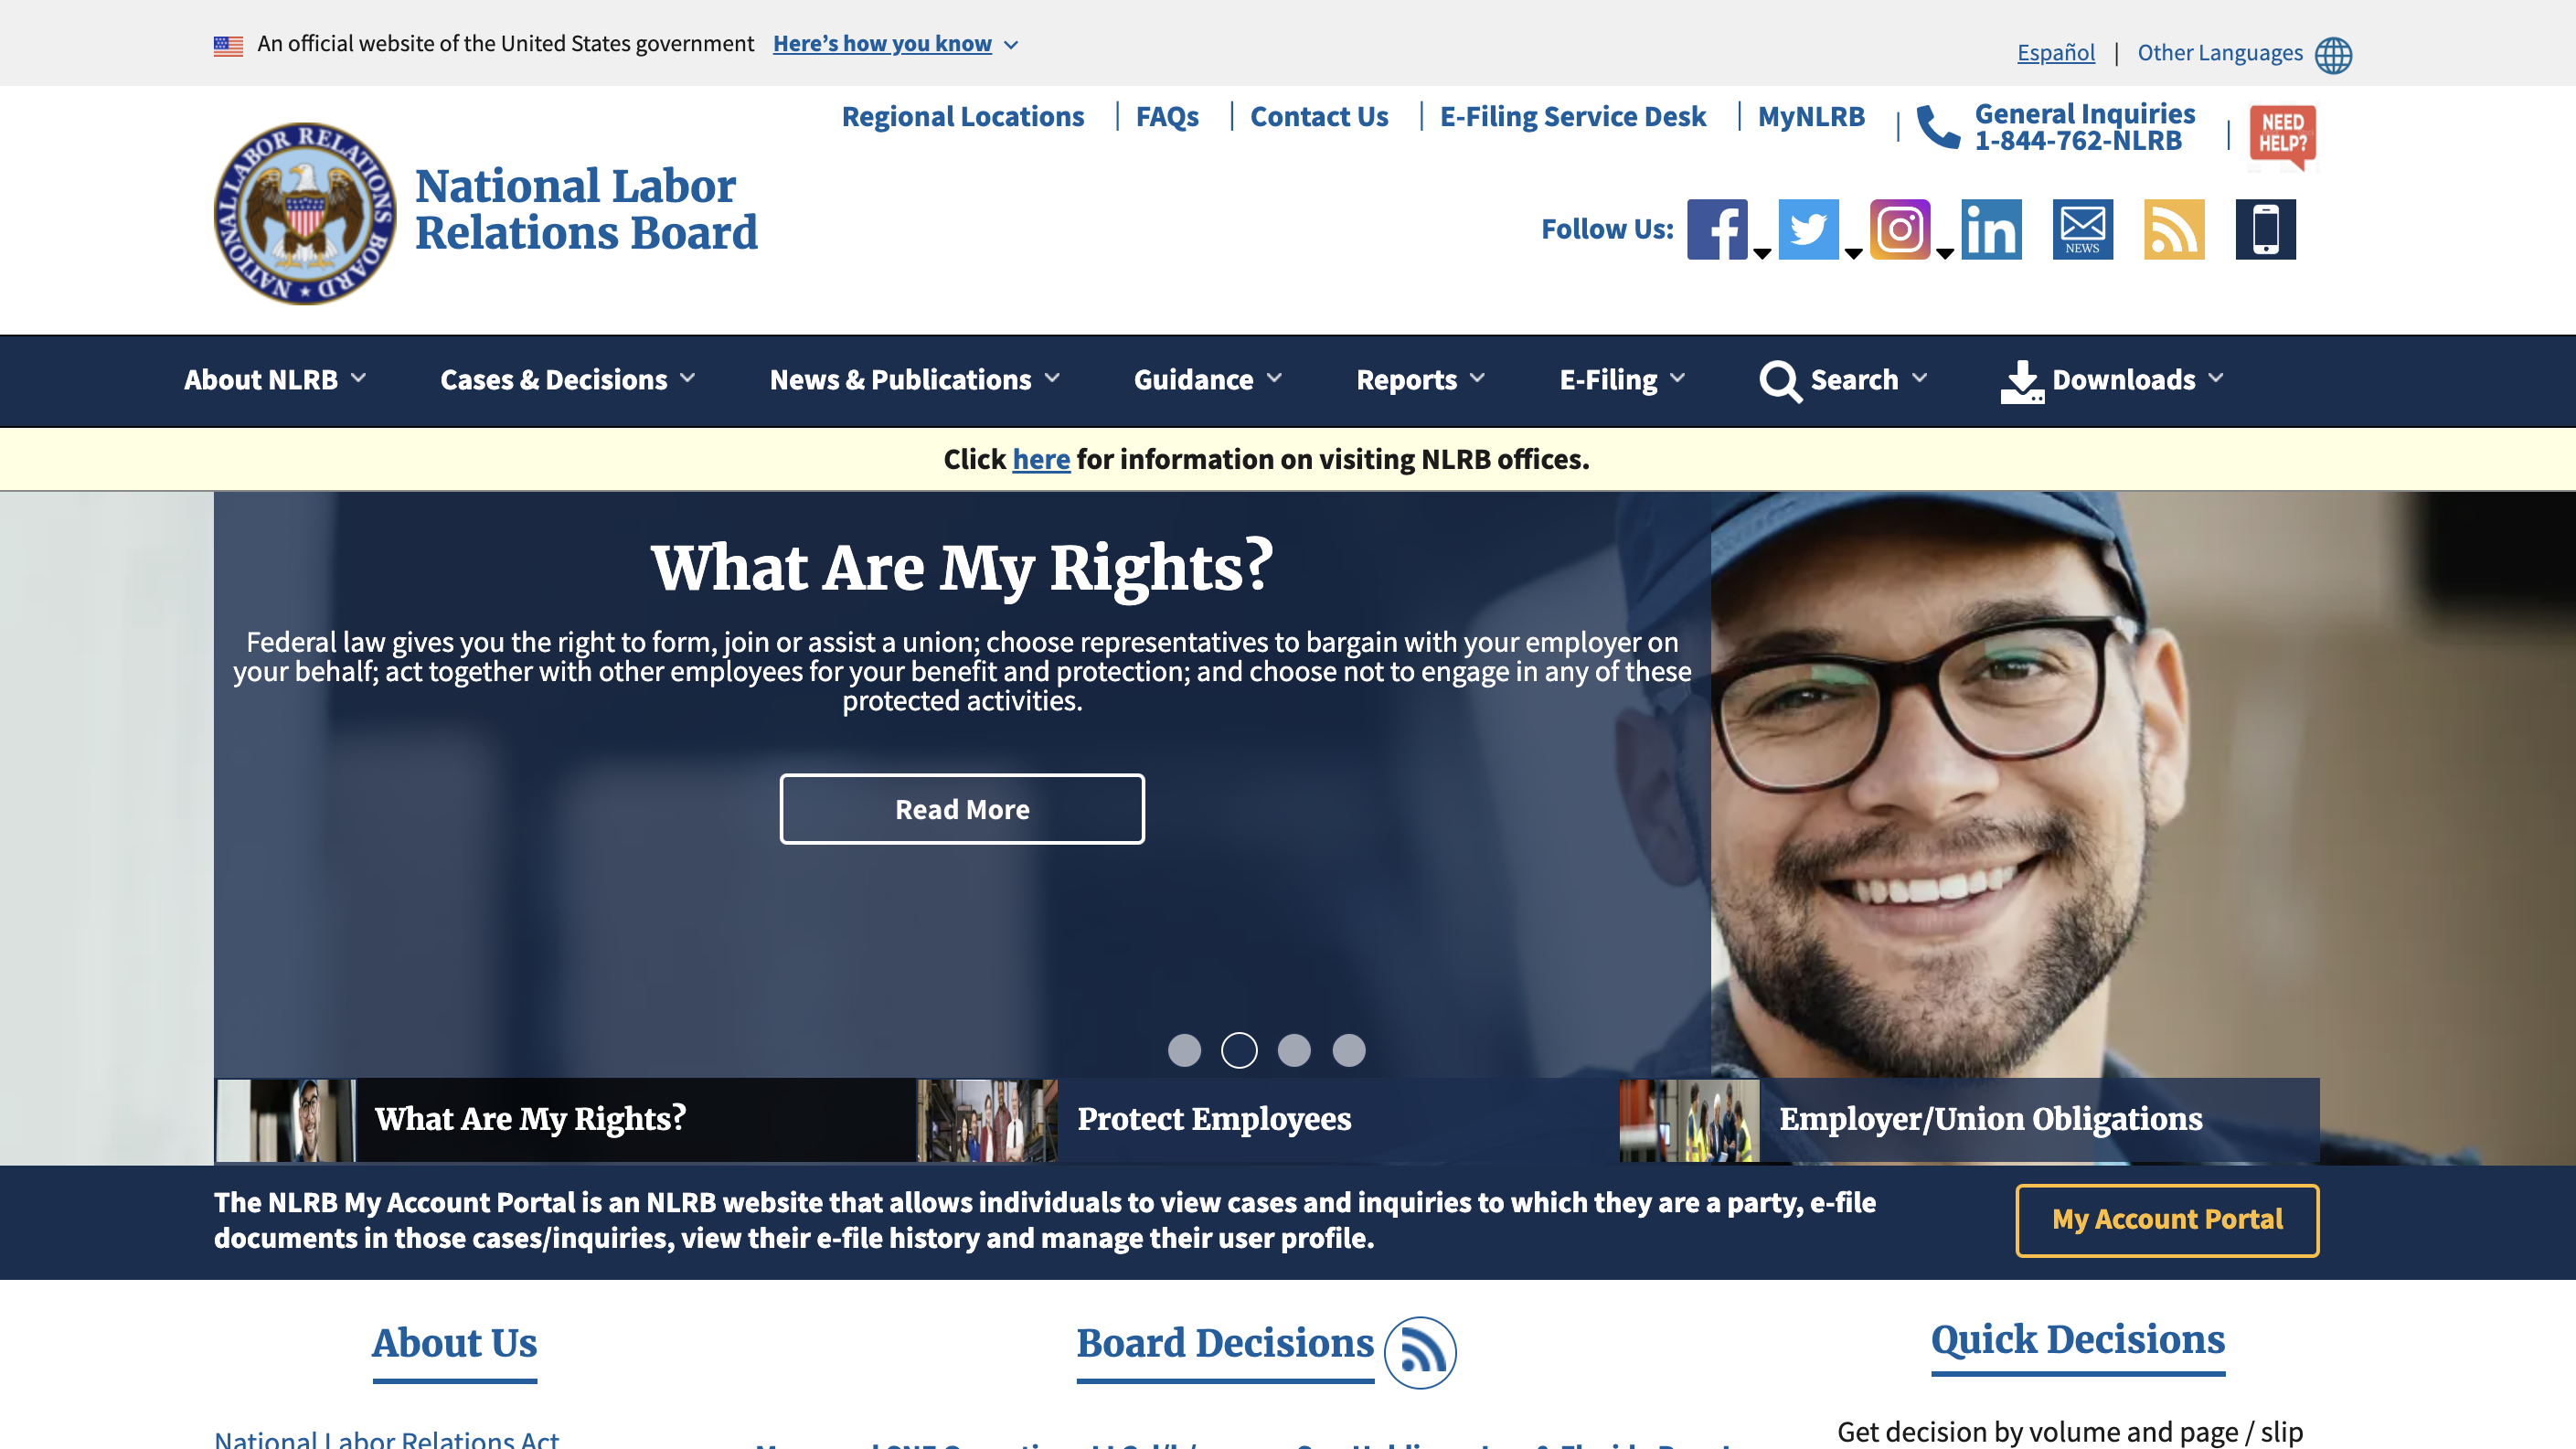 An official website of the United States government Here's how you know
Español | Other Languages
Regional Locations | FAQs | Contact Us | E-Filing Service Desk | MyNLRB | General Inquiries 1-844-762-NLRB | NEED HELP?
NATIONAL LABOR RELATIONS BOARD
National Labor
Relations Board
Follow Us:
NEWS
About NLRB Cases & Decisions News & Publications Guidance Reports E-Filing Search Downloads
Click here for information on visiting NLRB offices.
What Are My Rights?
Federal law gives you the right to form, join or assist a union; choose representatives to bargain with your employer on
your behalf; act together with other employees for your benefit and protection; and choose not to engage in any of these
protected activities.
Read More
What Are My Rights? Protect Employees Employer/Union Obligations
The NLRB My Account Portal is an NLRB website that allows individuals to view cases and inquiries to which they are a party, e-file
documents in those cases/inquiries, view their e-file history and manage their user profile.
My Account Portal
About Us
National Labor Relations Act
Board Decisions
Quick Decisions
Get decision by volume and page / slip